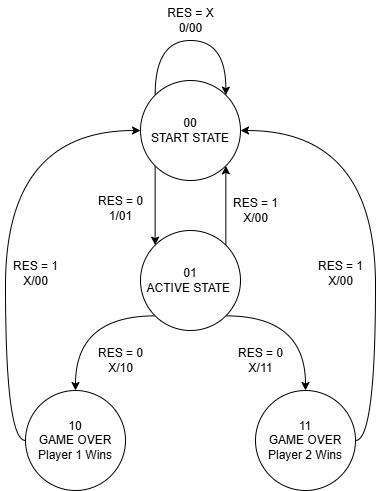 RES = X
0/00
00
START STATE
RES = 0
1/01
RES = 1
X/00
RES = 1
X/00
RES = 1
X/00
01
ACTIVE STATE
RES = 0
X/10
RES = 0
X/11
10
GAME OVER
Player 1 Wins
11
GAME OVER
Player 2 Wins